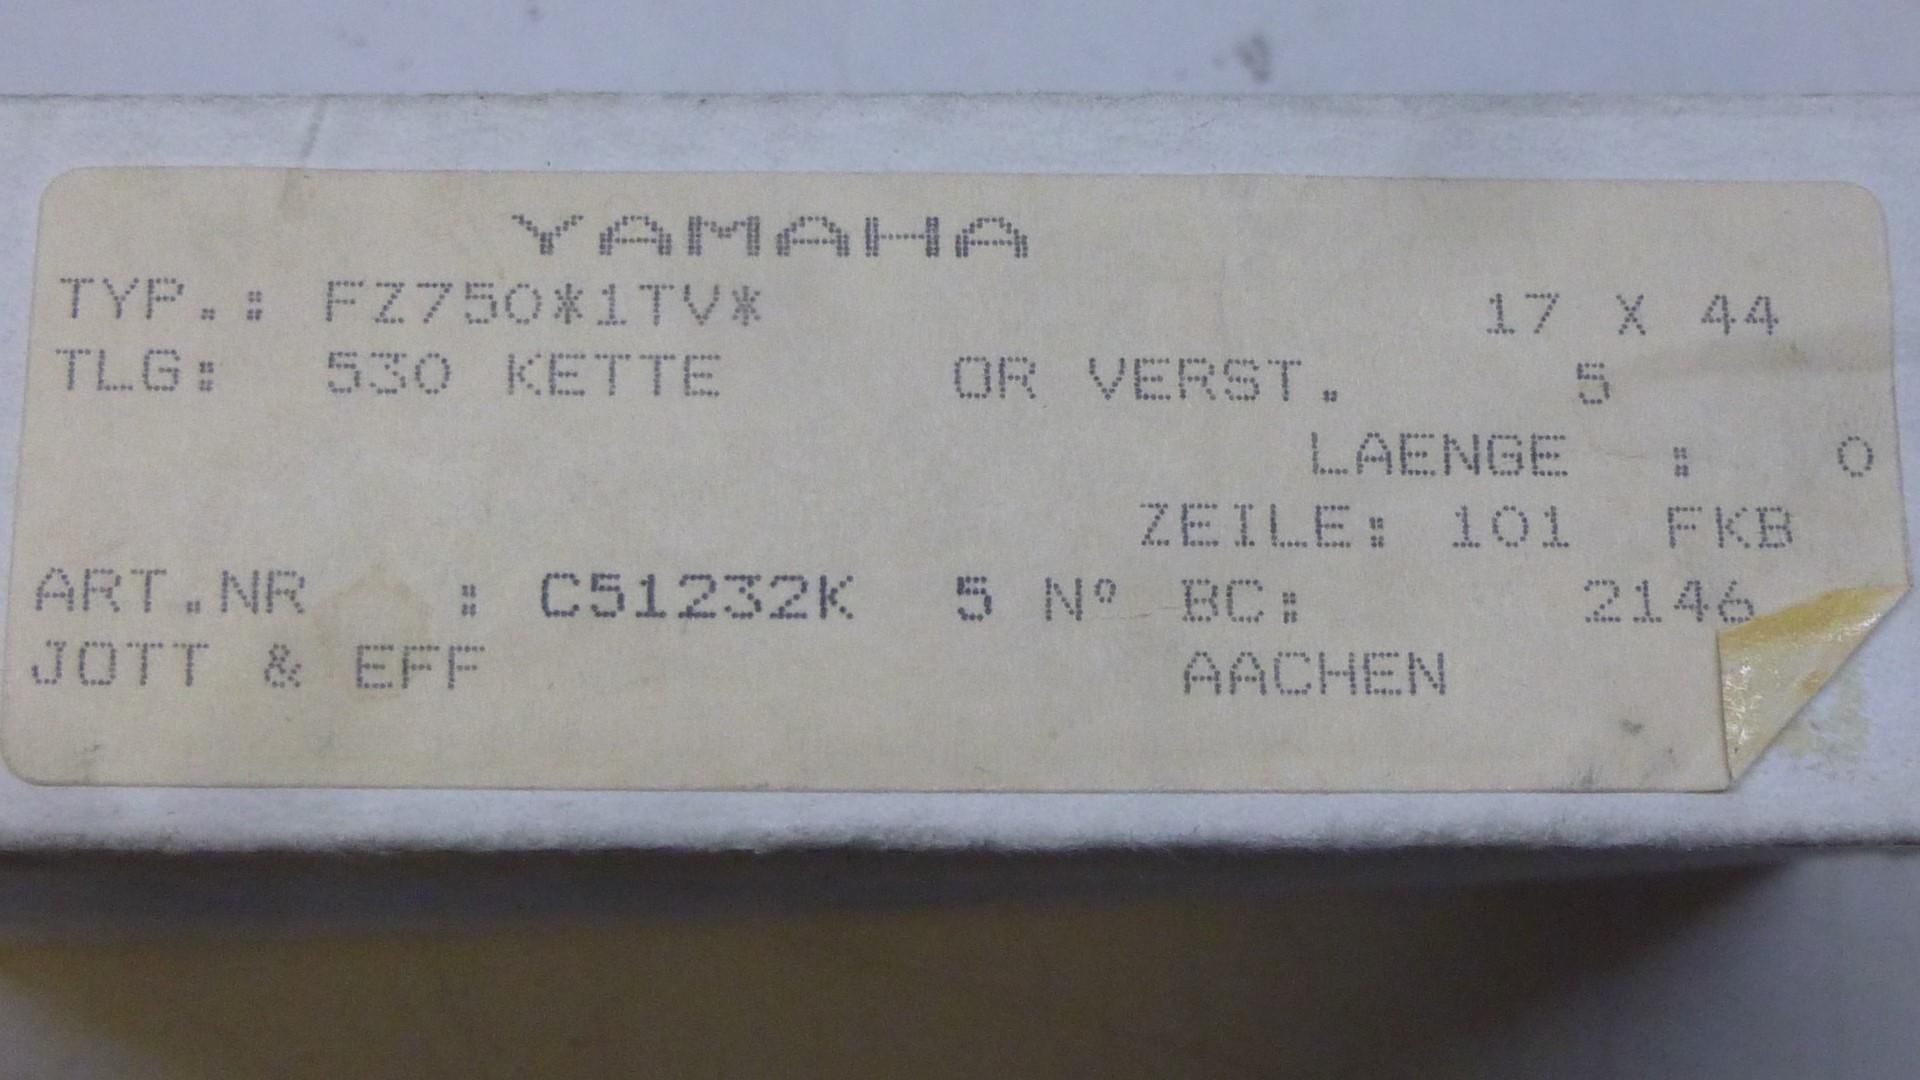 YAMAHA
TYP.: FZ750*1TV* 17 X 44
TLG: 530 KETTE OR VERST. 5
LAENGE : 0
ZEILE: 101 FKB
ART.NR : C51232K 5 Nº BC: 2146
JOTT & EFF AACHEN